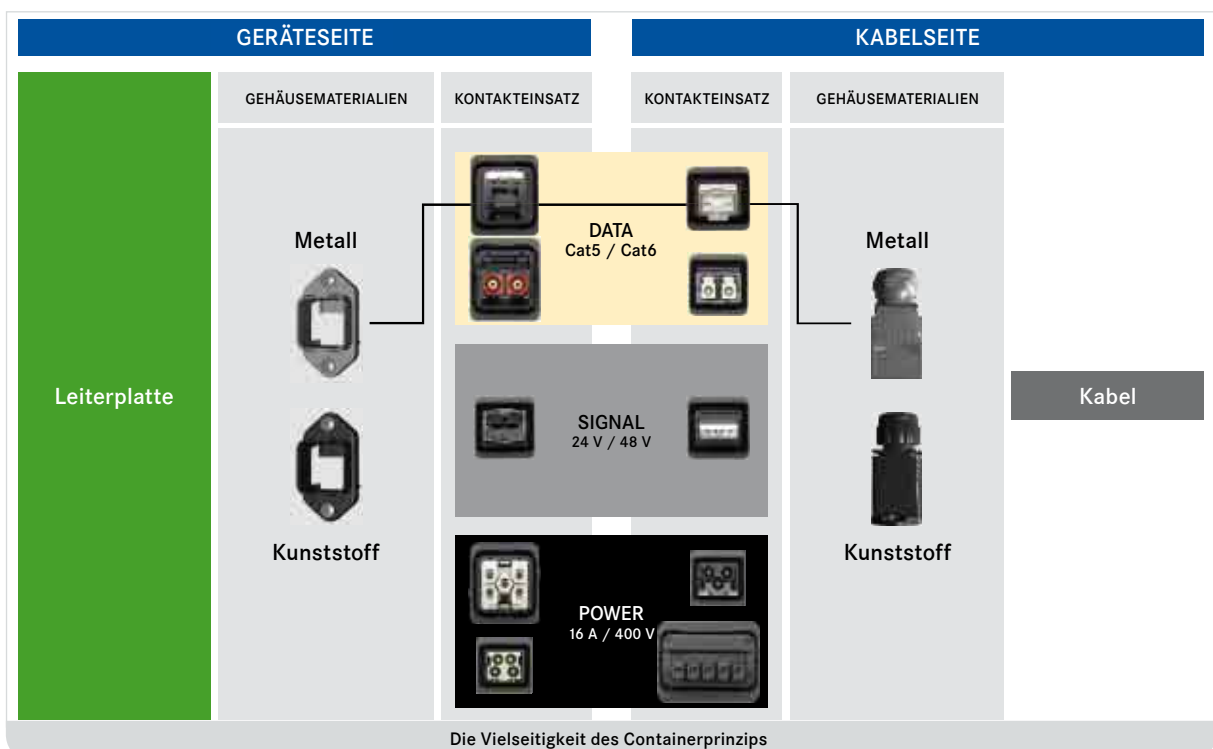 GERÄTESEITE
KABELSEITE
GEHÄUSEMATERIALIEN
KONTAKTEINSATZ
KONTAKTEINSATZ
GEHÄUSEMATERIALIEN
Leiterplatte
Metall
Kunststoff
DATA
Cat5 / Cat6
SIGNAL
24 V / 48 V
POWER
16 A / 400 V
Metall
Kunststoff
Kabel
Die Vielseitigkeit des Containerprinzips